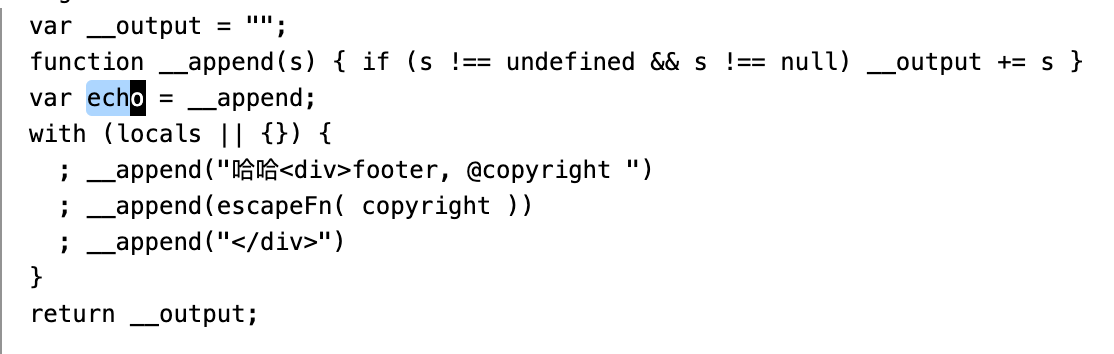 var __output = "";
function __append(s) { if (s !== undefined && s !== null) __output += s }
var echo = __append;
with (locals || {}) {
; __append("哈哈<div>footer, @copyright ")
; __append(escapeFn( copyright ))
; __append("</div>")
}
return __output;